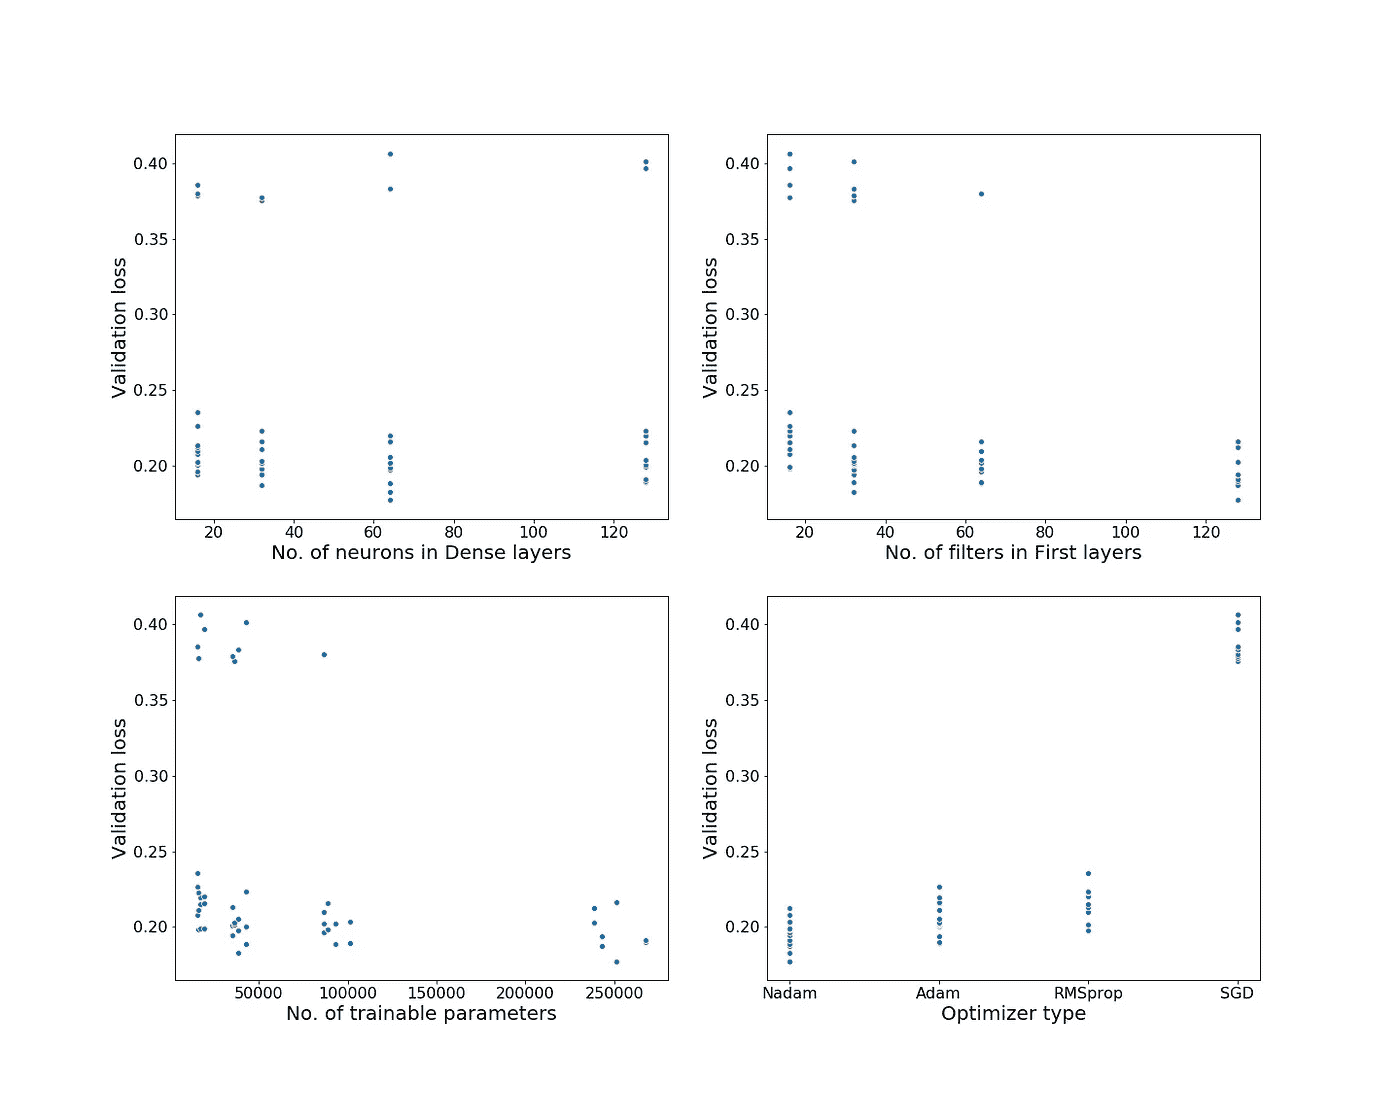 0.40
0.35
0.30
0.25
0.20
Validation loss
20 40 60 80 100 120
No. of neurons in Dense layers
0.40
0.35
0.30
0.25
0.20
Validation loss
20 40 60 80 100 120
No. of filters in First layers
0.40
0.35
0.30
0.25
0.20
Validation loss
50000 100000 150000 200000 250000
No. of trainable parameters
0.40
0.35
0.30
0.25
0.20
Validation loss
Nadam Adam RMSprop SGD
Optimizer type